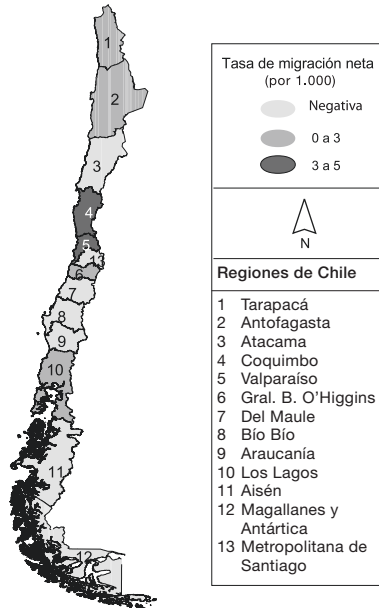 1
2
3
4
5
13
6
7
8
9
10
11
12
Tasa de migración neta
(por 1.000)
Negativa
0 a 3
3 a 5
N
Regiones de Chile
1 Tarapacá
2 Antofagasta
3 Atacama
4 Coquimbo
5 Valparaíso
6 Gral. B. O'Higgins
7 Del Maule
8 Bío Bío
9 Araucanía
10 Los Lagos
11 Aisén
12 Magallanes y
Antártica
13 Metropolitana de
Santiago